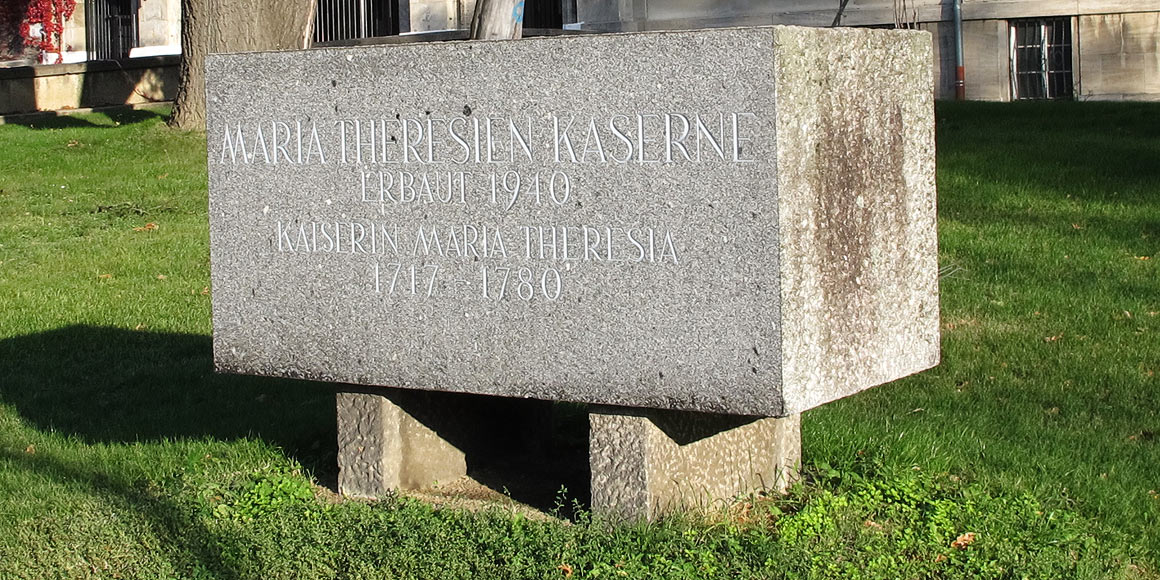 MARIA THERESIEN KASERNE
ERBAUT 1940
KAISERIN MARIA THERESIA
1717 - 1780